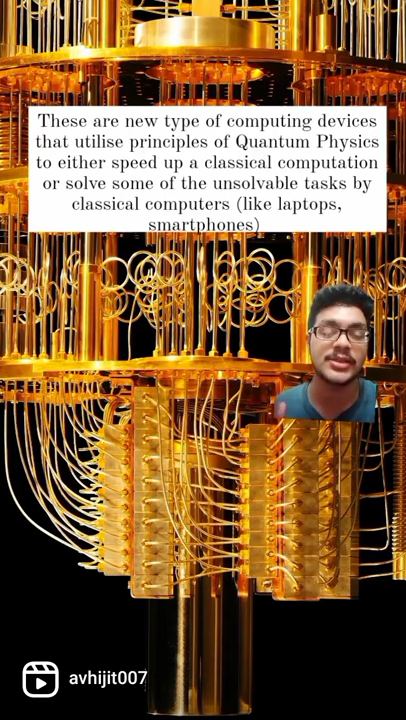 These are new type of computing devices
that utilise principles of Quantum Physics
to either speed up a classical computation
or solve some of the unsolvable tasks by
classical computers (like laptops,
smartphones)
avhijit007